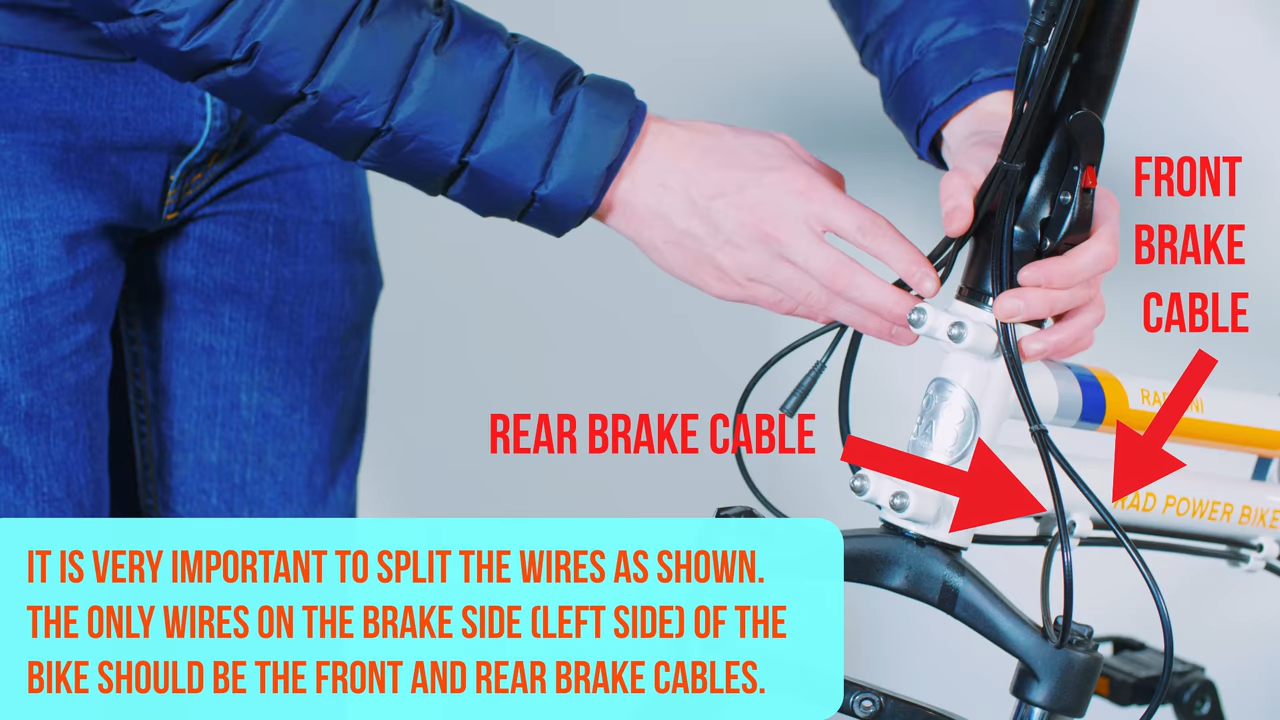 FRONT
BRAKE
CABLE
REAR BRAKE CABLE
RAD POWER BIKE
IT IS VERY IMPORTANT TO SPLIT THE WIRES AS SHOWN.
THE ONLY WIRES ON THE BRAKE SIDE (LEFT SIDE) OF THE
BIKE SHOULD BE THE FRONT AND REAR BRAKE CABLES.